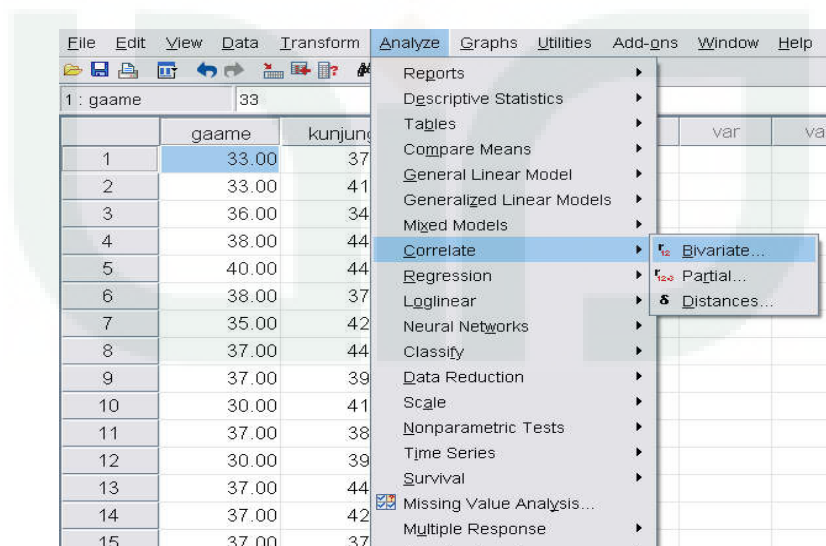 File Edit View Data Transform Analyze Graphs Utilities Add-ons Window Help
1 : gaame 33
gaame kunjung var va
1 33.00 37
2 33.00 41
3 36.00 34
4 38.00 44
5 40.00 44
6 38.00 37
7 35.00 42
8 37.00 44
9 37.00 39
10 30.00 41
11 37.00 38
12 30.00 39
13 37.00 44
14 37.00 42
15 37.00 37
Reports
Descriptive Statistics
Tables
Compare Means
General Linear Model
Generalized Linear Models
Mixed Models
Correlate
Regression
Loglinear
Neural Networks
Classify
Data Reduction
Scale
Nonparametric Tests
Time Series
Survival
Missing Value Analysis...
Multiple Response
r12 Bivariate...
r12•3 Partial...
δ Distances...